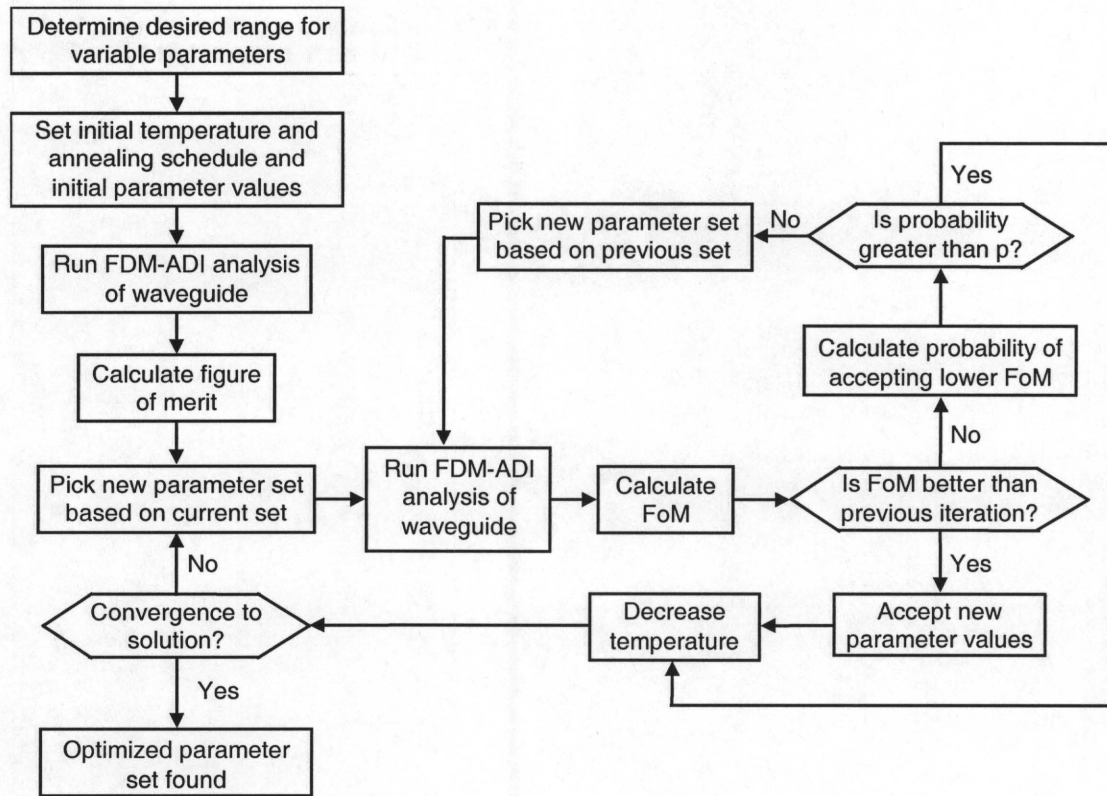 Determine desired range for
variable parameters
Set initial temperature and
annealing schedule and
initial parameter values
Run FDM-ADI analysis
of waveguide
Calculate figure
of merit
Pick new parameter set
based on current set
No
Convergence to
solution?
Yes
Optimized parameter
set found
Pick new parameter set
based on previous set
No
Is probability
greater than p?
Yes
Calculate probability of
accepting lower FoM
No
Run FDM-ADI
analysis of
waveguide
Calculate
FoM
Is FoM better than
previous iteration?
Yes
Decrease
temperature
Accept new
parameter values